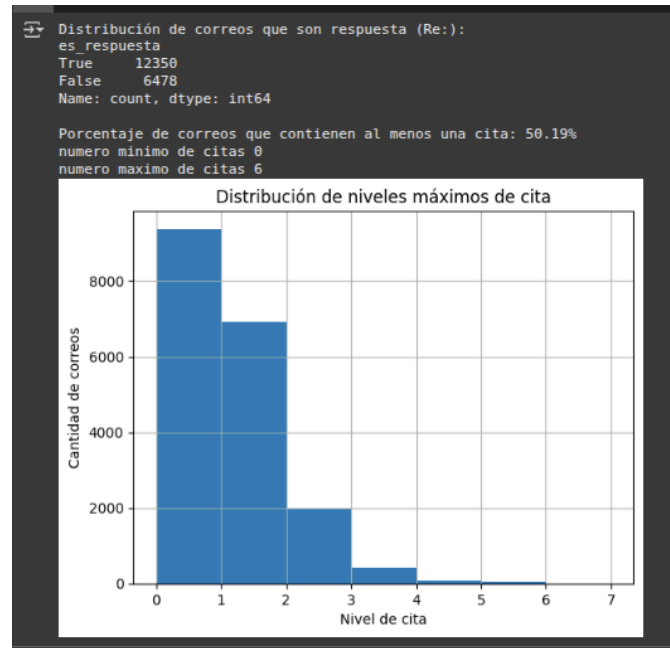 Distribución de correos que son respuesta (Re:):
es_respuesta
True 12350
False 6478
Name: count, dtype: int64
Porcentaje de correos que contienen al menos una cita: 50.19%
numero minimo de citas 0
numero maximo de citas 6
Distribución de niveles máximos de cita
8000
6000
4000
2000
0
Cantidad de correos
0 1 2 3 4 5 6 7
Nivel de cita